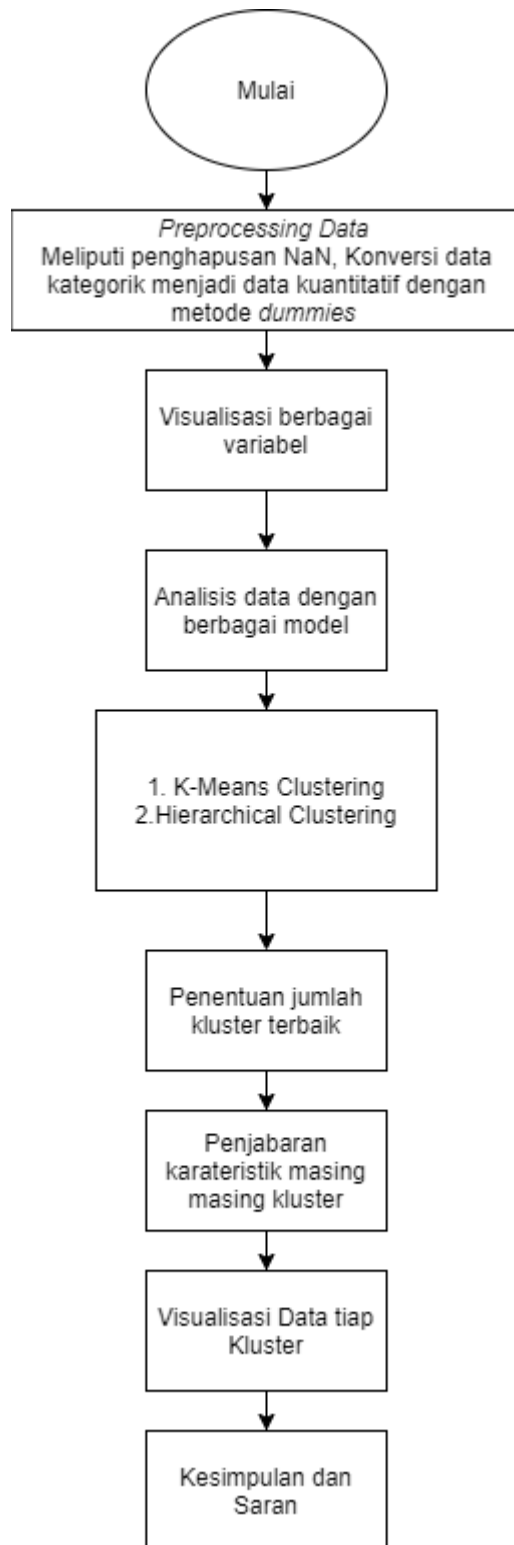 Mulai
Preprocessing Data
Meliputi penghapusan NaN, Konversi data
kategorik menjadi data kuantitatif dengan
metode dummies
Visualisasi berbagai
variabel
Analisis data dengan
berbagai model
1. K-Means Clustering
2.Hierarchical Clustering
Penentuan jumlah
kluster terbaik
Penjabaran
karateristik masing
masing kluster
Visualisasi Data tiap
Kluster
Kesimpulan dan
Saran